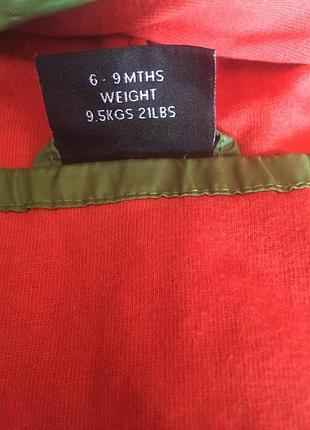 6 - 9 MTHS
WEIGHT
9.5KGS 21LBS